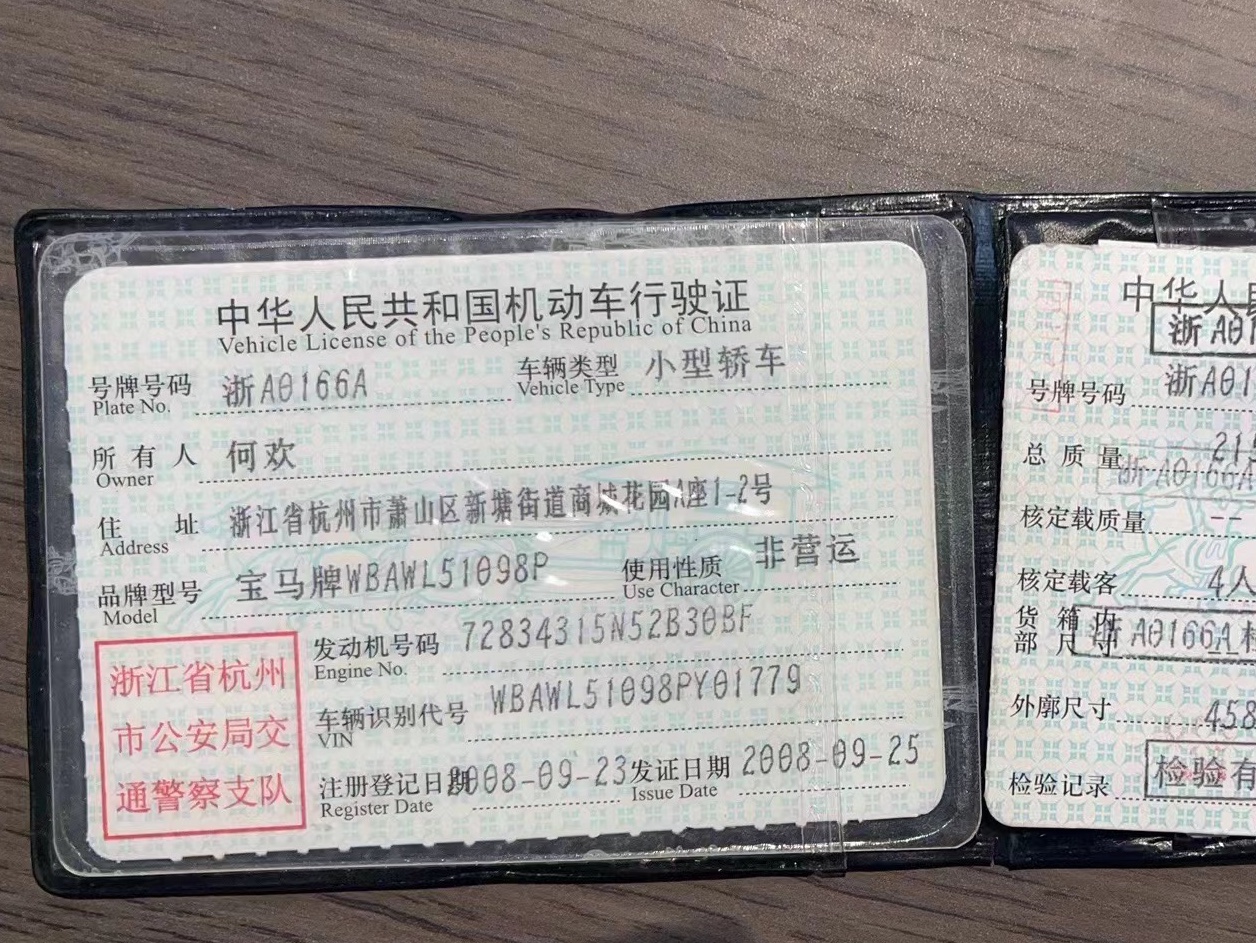 中华人民共和国机动车行驶证
Vehicle License of the People's Republic of China
号牌号码 浙A0166A 车辆类型 小型轿车
Plate No. Vehicle Type
所有人 何欢
Owner
住址 浙江省杭州市萧山区新塘街道商城花园A座1-2号
Address
品牌型号 宝马牌WBAWL51098P 使用性质 非营运
Model Use Character
发动机号码 72834315N52B30BF
Engine No.
车辆识别代号 WBAWL51098PY01779
VIN
注册登记日期 2008-09-23 发证日期 2008-09-25
Register Date Issue Date
浙江省杭州
市公安局交
通警察支队
中华人民
浙A01
号牌号码 浙A01
总质量 21
浙A0166A
核定载质量 --
核定载客 4人
货箱内
部尺寸
A0166A
外廓尺寸 458
检验记录 检验有